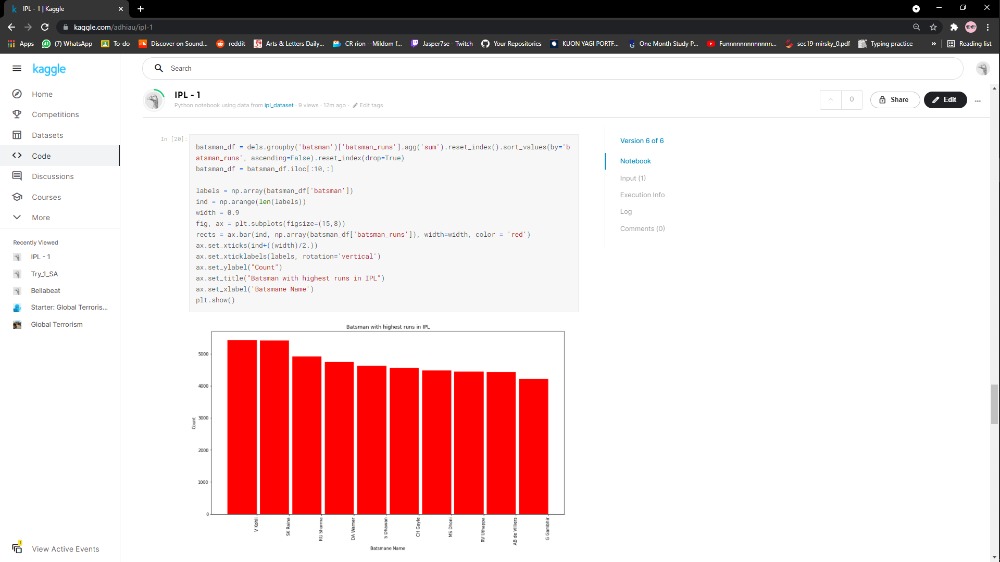 IPL - 1 | Kaggle
kaggle.com/adhiau/ipl-1
Apps
(7) WhatsApp
To-do
Discover on Sound...
reddit
Arts & Letters Daily...
CR rion --Mildom f...
Jasper7se - Twitch
Your Repositories
KUON YAGI PORTF...
One Month Study P...
Funnnnnnnnnnnn...
sec19-mirsky_0.pdf
Typing practice
»
Reading list
kaggle
Search
Home
Competitions
Datasets
Code
Discussions
Courses
More
Recently Viewed
IPL - 1
Try_1_SA
Bellabeat
Starter: Global Terroris...
Global Terrorism
1
View Active Events
IPL - 1
Python notebook using data from ipl_dataset · 9 views · 12m ago · Edit tags
0
Share
Edit
...
In [20]:
batsman_df = dels.groupby('batsman')['batsman_runs'].agg('sum').reset_index().sort_values(by='b
atsman_runs', ascending=False).reset_index(drop=True)
batsman_df = batsman_df.iloc[:10,:]
labels = np.array(batsman_df['batsman'])
ind = np.arange(len(labels))
width = 0.9
fig, ax = plt.subplots(figsize=(15,8))
rects = ax.bar(ind, np.array(batsman_df['batsman_runs']), width=width, color = 'red')
ax.set_xticks(ind+((width)/2.))
ax.set_xticklabels(labels, rotation='vertical')
ax.set_ylabel("Count")
ax.set_title("Batsman with highest runs in IPL")
ax.set_xlabel('Batsmane Name')
plt.show()
Batsman with highest runs in IPL
5000
4000
3000
2000
1000
0
Count
V Kohli
SK Raina
RG Sharma
DA Warner
S Dhawan
CH Gayle
MS Dhoni
RV Uthappa
AB de Villiers
G Gambhir
Batsmane Name
Version 6 of 6
Notebook
Input (1)
Execution Info
Log
Comments (0)